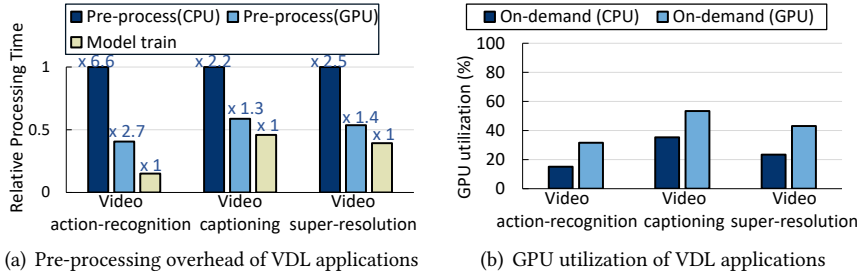 Pre-process(CPU) Pre-process(GPU)
Model train
Relative Processing Time
1
0.5
0
x 6.6
x 2.7
x 1
x 2.2
x 1.3
x 1
x 2.5
x 1.4
x 1
Video
action-recognition
Video
captioning
Video
super-resolution
(a) Pre-processing overhead of VDL applications
On-demand (CPU) On-demand (GPU)
GPU utilization (%)
100
80
60
40
20
0
Video
action-recognition
Video
captioning
Video
super-resolution
(b) GPU utilization of VDL applications